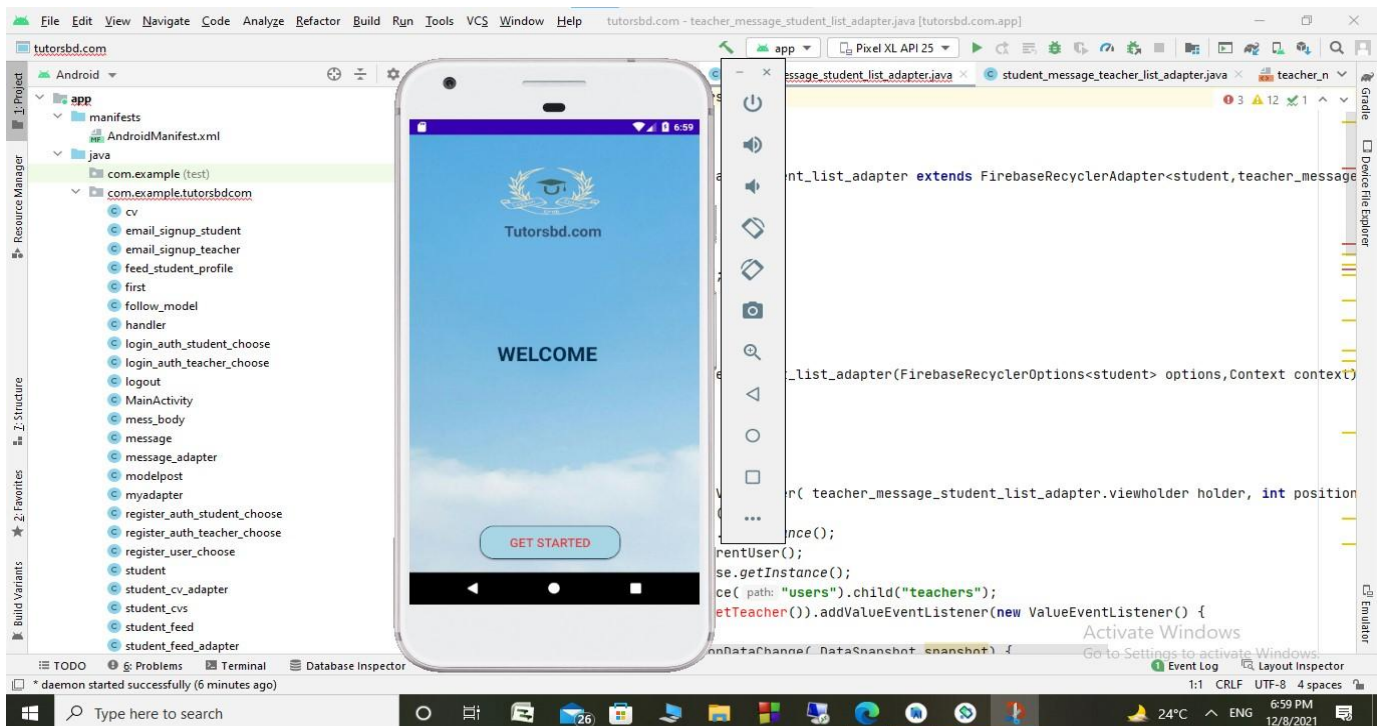 File Edit View Navigate Code Analyze Refactor Build Run Tools VCS Window Help tutorsbd.com - teacher_message_student_list_adapter.java [tutorsbd.com.app]
tutorsbd.com
app Pixel XL API 25
Android
essage_student_list_adapter.java student_message_teacher_list_adapter.java teacher_n
3 12 1
1: Project
Resource Manager
Z: Structure
2: Favorites
Build Variants
app
manifests
AndroidManifest.xml
java
com.example (test)
com.example.tutorsbdcom
cv
email_signup_student
email_signup_teacher
feed_student_profile
first
follow_model
handler
login_auth_student_choose
login_auth_teacher_choose
logout
MainActivity
mess_body
message
message_adapter
modelpost
myadapter
register_auth_student_choose
register_auth_teacher_choose
register_user_choose
student
student_cv_adapter
student_cvs
student_feed
student_feed_adapter
6:59
Tutorsbd.com
WELCOME
GET STARTED
nt_list_adapter extends FirebaseRecyclerAdapter<student,teacher_message
;
_list_adapter(FirebaseRecyclerOptions<student> options,Context context)
er( teacher_message_student_list_adapter.viewholder holder, int position
nce();
rentUser();
se.getInstance();
ce( path: "users").child("teachers");
etTeacher()).addValueEventListener(new ValueEventListener() {
onDataChange( DataSnapshot snapshot) {
Gradle
Device File Explorer
Emulator
Activate Windows
Go to Settings to activate Windows.
TODO 6: Problems Terminal Database Inspector Event Log Layout Inspector
* daemon started successfully (6 minutes ago) 1:1 CRLF UTF-8 4 spaces
Type here to search 26 24°C ENG 6:59 PM
12/8/2021